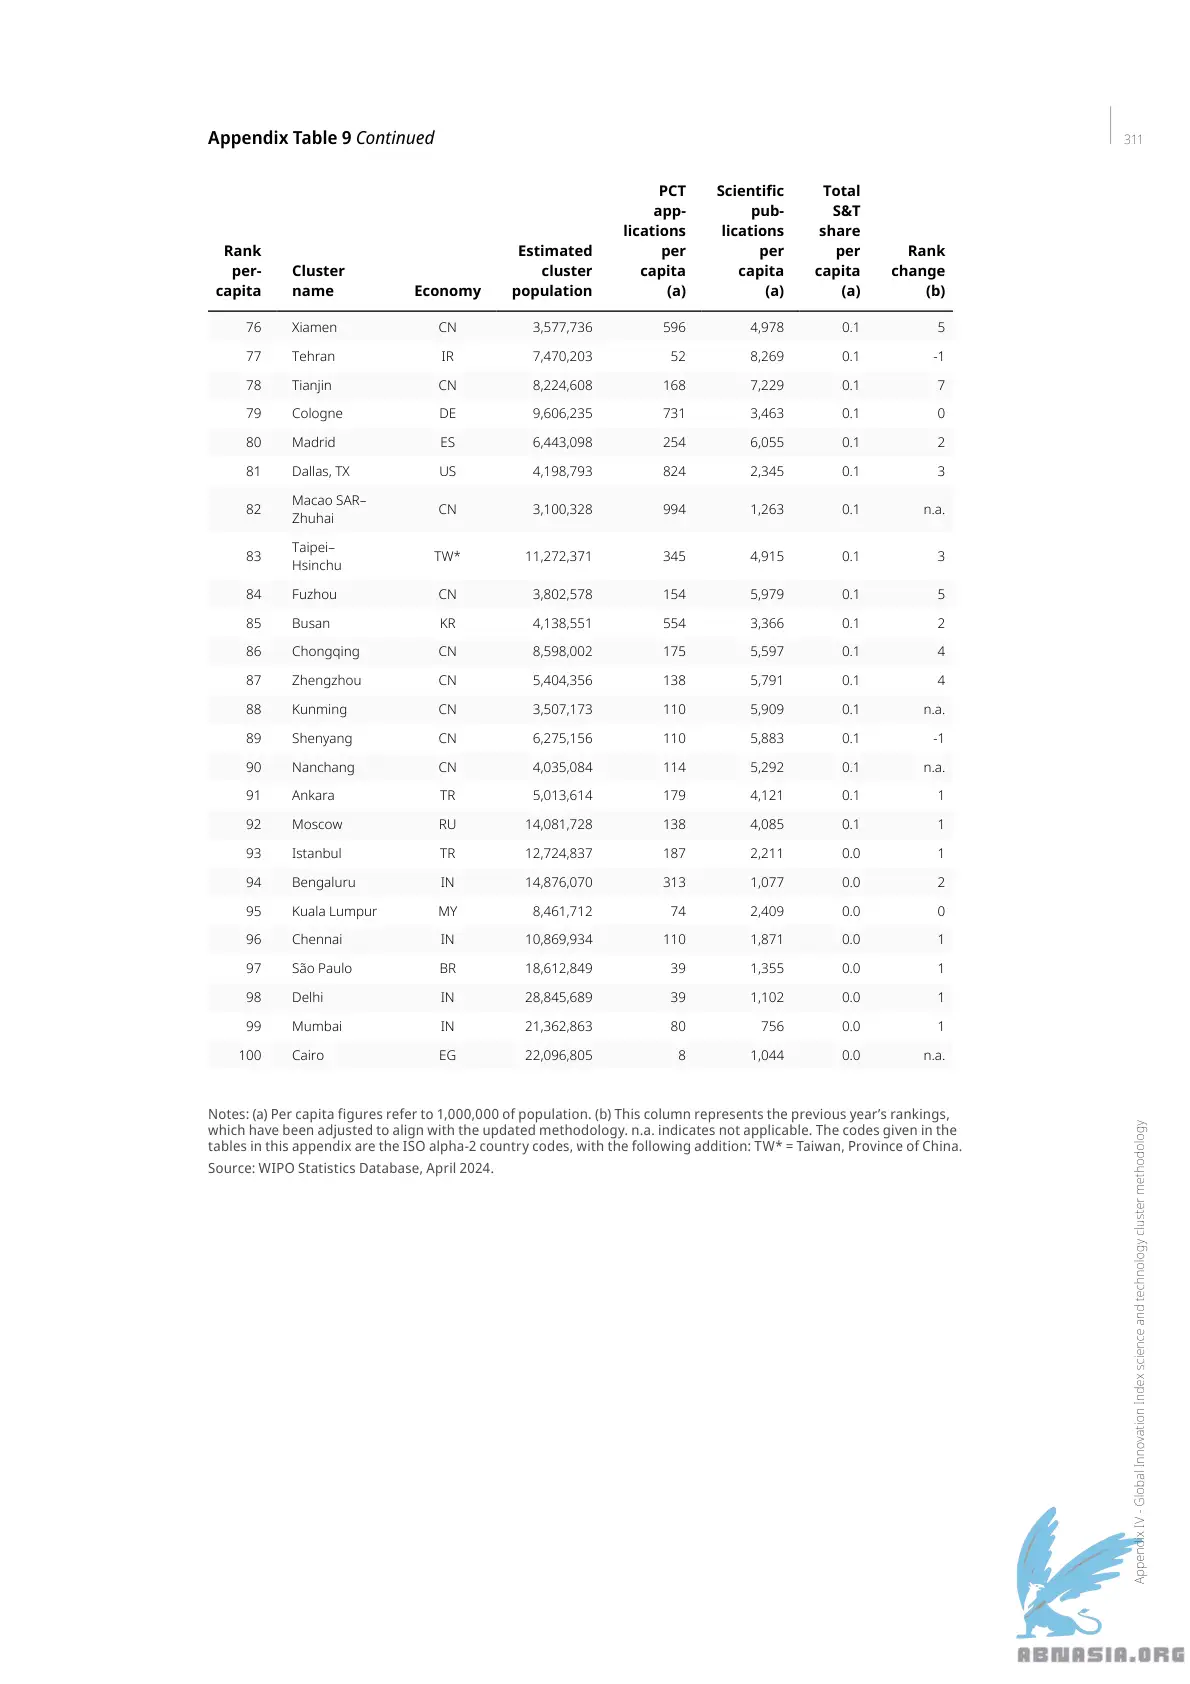 Appendix Table 9 Continued
311
Rank per-capita Cluster name Economy Estimated cluster population PCT app-lications per capita (a) Scientific pub-lications per capita (a) Total S&T share per capita (a) Rank change (b)
76 Xiamen CN 3,577,736 596 4,978 0.1 5
77 Tehran IR 7,470,203 52 8,269 0.1 -1
78 Tianjin CN 8,224,608 168 7,229 0.1 7
79 Cologne DE 9,606,235 731 3,463 0.1 0
80 Madrid ES 6,443,098 254 6,055 0.1 2
81 Dallas, TX US 4,198,793 824 2,345 0.1 3
82 Macao SAR–Zhuhai CN 3,100,328 994 1,263 0.1 n.a.
83 Taipei–Hsinchu TW* 11,272,371 345 4,915 0.1 3
84 Fuzhou CN 3,802,578 154 5,979 0.1 5
85 Busan KR 4,138,551 554 3,366 0.1 2
86 Chongqing CN 8,598,002 175 5,597 0.1 4
87 Zhengzhou CN 5,404,356 138 5,791 0.1 4
88 Kunming CN 3,507,173 110 5,909 0.1 n.a.
89 Shenyang CN 6,275,156 110 5,883 0.1 -1
90 Nanchang CN 4,035,084 114 5,292 0.1 n.a.
91 Ankara TR 5,013,614 179 4,121 0.1 1
92 Moscow RU 14,081,728 138 4,085 0.1 1
93 Istanbul TR 12,724,837 187 2,211 0.0 1
94 Bengaluru IN 14,876,070 313 1,077 0.0 2
95 Kuala Lumpur MY 8,461,712 74 2,409 0.0 0
96 Chennai IN 10,869,934 110 1,871 0.0 1
97 São Paulo BR 18,612,849 39 1,355 0.0 1
98 Delhi IN 28,845,689 39 1,102 0.0 1
99 Mumbai IN 21,362,863 80 756 0.0 1
100 Cairo EG 22,096,805 8 1,044 0.0 n.a.
Notes: (a) Per capita figures refer to 1,000,000 of population. (b) This column represents the previous year’s rankings,
which have been adjusted to align with the updated methodology. n.a. indicates not applicable. The codes given in the
tables in this appendix are the ISO alpha-2 country codes, with the following addition: TW* = Taiwan, Province of China.
Source: WIPO Statistics Database, April 2024.
Appendix IV - Global Innovation Index science and technology cluster methodology
ABNASIA.ORG